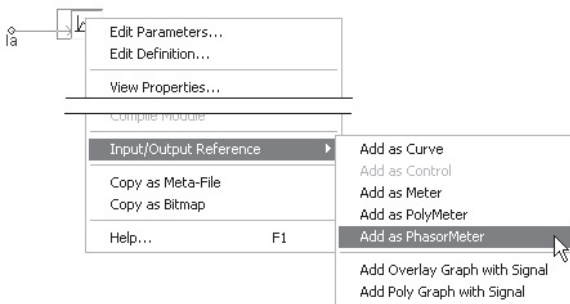 Ia
Edit Parameters...
Edit Definition...
View Properties...
Compile Module
Input/Output Reference
Copy as Meta-File
Copy as Bitmap
Help... F1
Add as Curve
Add as Control
Add as Meter
Add as PolyMeter
Add as PhasorMeter
Add Overlay Graph with Signal
Add Poly Graph with Signal